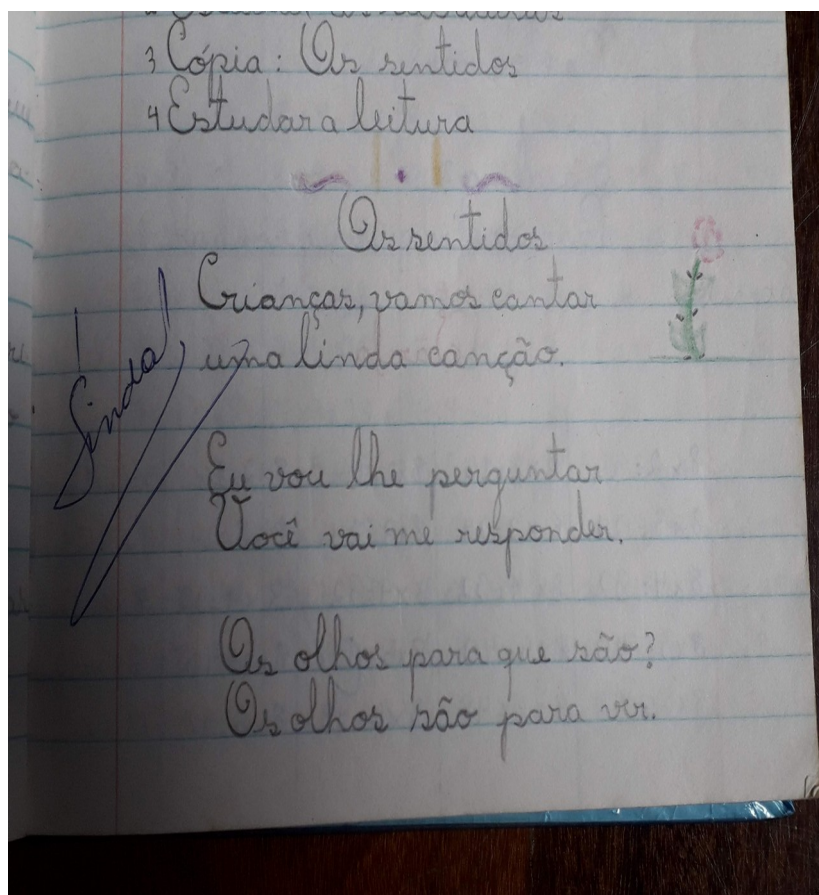 3 Cópia: Os sentidos
4 Estudar a leitura
Os sentidos
Crianças, vamos cantar
uma linda canção.
Linda!
Eu vou lhe perguntar
Você vai me responder.
Os olhos para que são?
Os olhos são para ver.